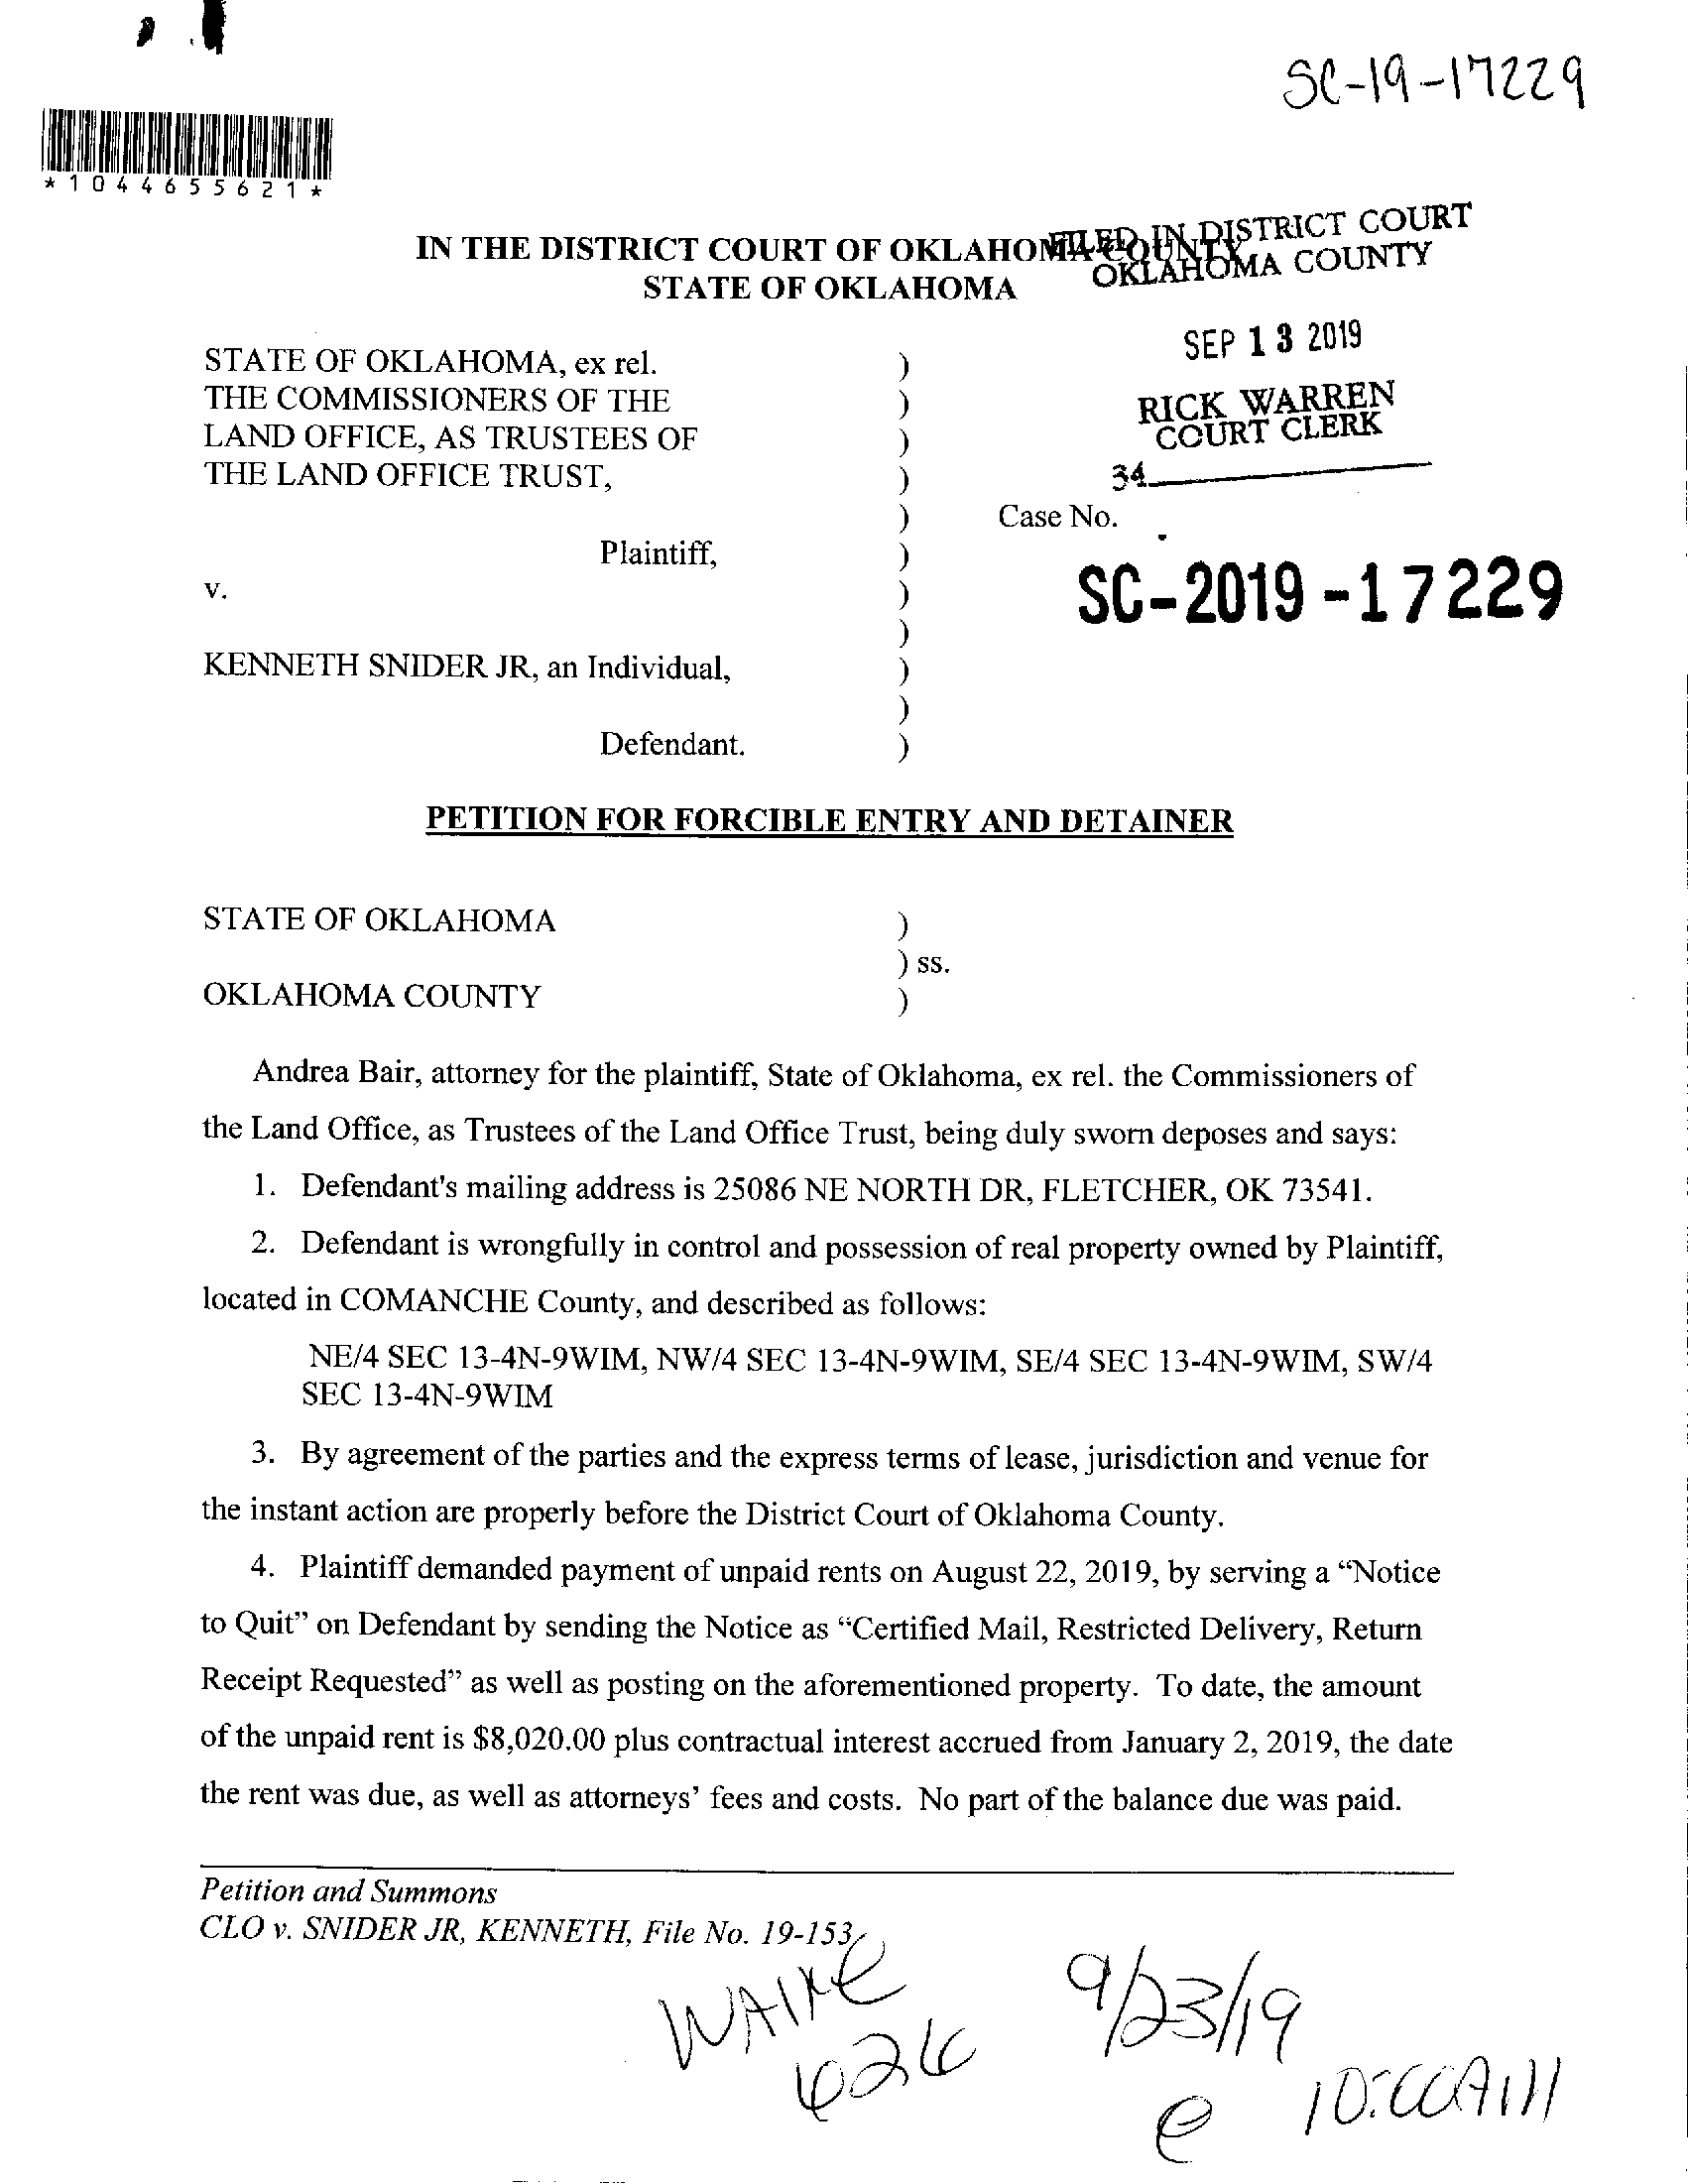 SC-19-17229
*1044655621*
IN THE DISTRICT COURT OF OKLAHOMA COUNTY
STATE OF OKLAHOMA
FILED IN DISTRICT COURT
OKLAHOMA COUNTY
SEP 13 2019
RICK WARREN
COURT CLERK
34
STATE OF OKLAHOMA, ex rel. )
THE COMMISSIONERS OF THE )
LAND OFFICE, AS TRUSTEES OF )
THE LAND OFFICE TRUST, )
) Case No.
Plaintiff, )
SC-2019-17229
v. )
)
KENNETH SNIDER JR, an Individual, )
)
Defendant. )
PETITION FOR FORCIBLE ENTRY AND DETAINER
STATE OF OKLAHOMA )
) ss.
OKLAHOMA COUNTY )
Andrea Bair, attorney for the plaintiff, State of Oklahoma, ex rel. the Commissioners of
the Land Office, as Trustees of the Land Office Trust, being duly sworn deposes and says:
1. Defendant's mailing address is 25086 NE NORTH DR, FLETCHER, OK 73541.
2. Defendant is wrongfully in control and possession of real property owned by Plaintiff,
located in COMANCHE County, and described as follows:
NE/4 SEC 13-4N-9WIM, NW/4 SEC 13-4N-9WIM, SE/4 SEC 13-4N-9WIM, SW/4
SEC 13-4N-9WIM
3. By agreement of the parties and the express terms of lease, jurisdiction and venue for
the instant action are properly before the District Court of Oklahoma County.
4. Plaintiff demanded payment of unpaid rents on August 22, 2019, by serving a “Notice
to Quit” on Defendant by sending the Notice as “Certified Mail, Restricted Delivery, Return
Receipt Requested” as well as posting on the aforementioned property. To date, the amount
of the unpaid rent is $8,020.00 plus contractual interest accrued from January 2, 2019, the date
the rent was due, as well as attorneys’ fees and costs. No part of the balance due was paid.
Petition and Summons
CLO v. SNIDER JR, KENNETH, File No. 19-153
9/23/19